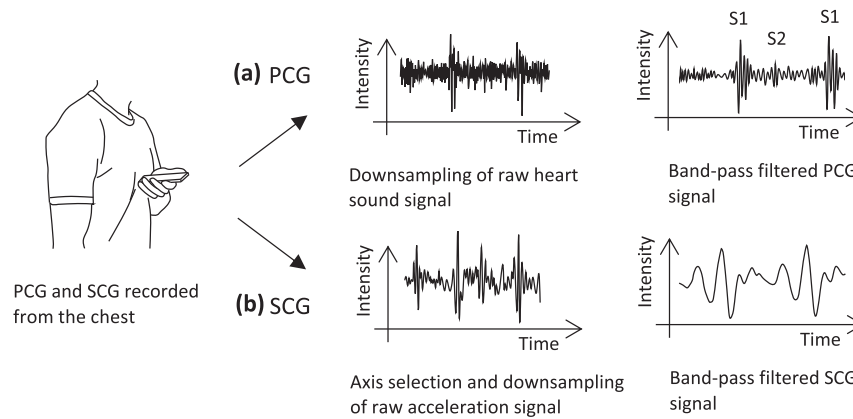 (a) PCG
Intensity
Time
Downsampling of raw heart
sound signal
Intensity
S1
S2
S1
Time
Band-pass filtered PCG
signal
PCG and SCG recorded
from the chest
(b) SCG
Intensity
Time
Axis selection and downsampling
of raw acceleration signal
Intensity
Time
Band-pass filtered SCG
signal